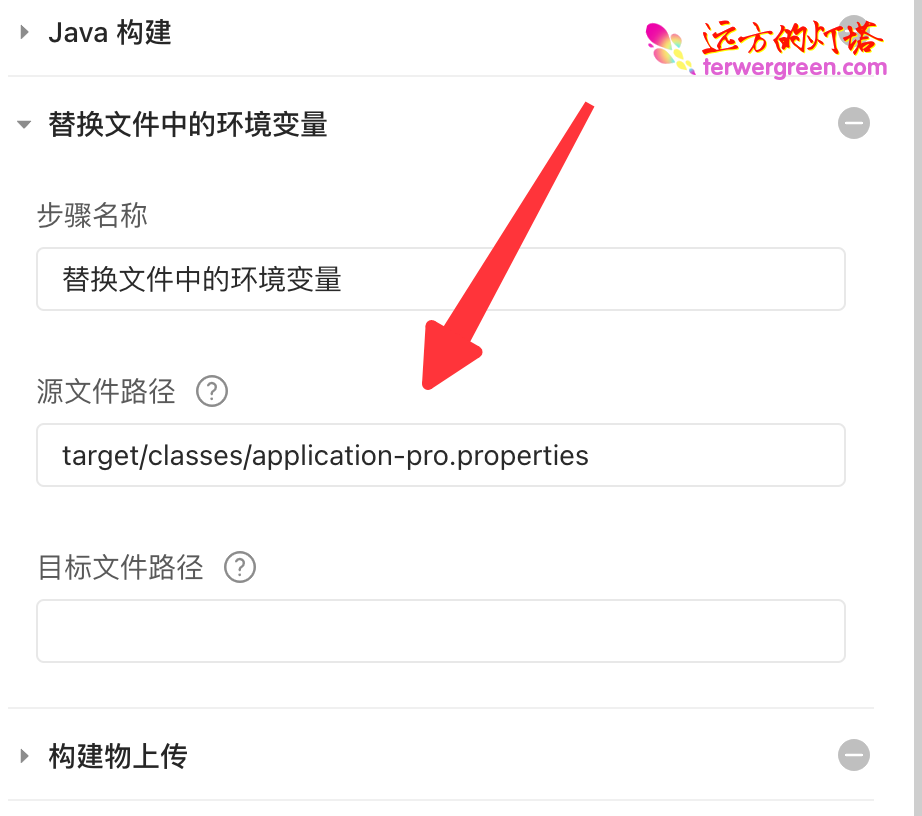 Java 构建
远方的灯塔
terwergreen.com
替换文件中的环境变量
步骤名称
替换文件中的环境变量
源文件路径 ?
target/classes/application-pro.properties
目标文件路径 ?
构建物上传